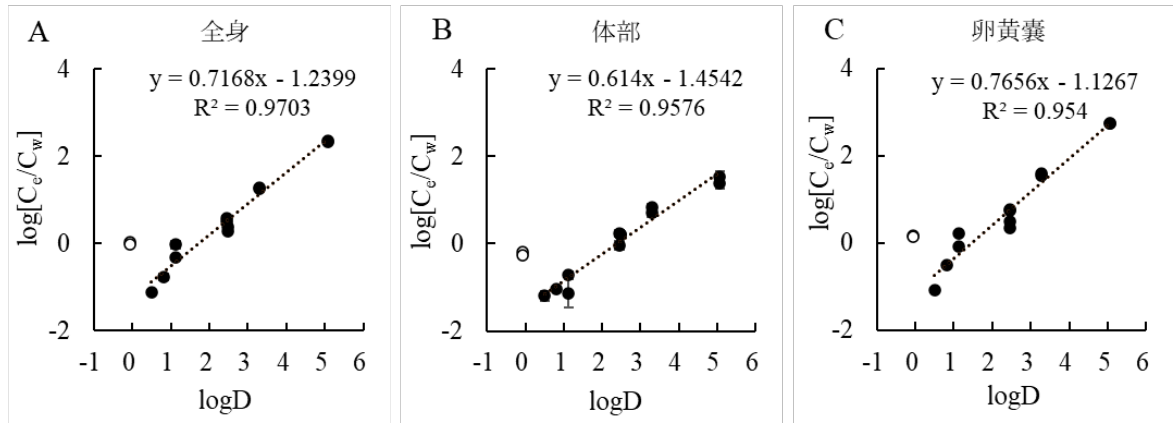 A 全身
y = 0.7168x - 1.2399
R² = 0.9703
log[Ce/Cw]
4
2
0
-2
-1 0 1 2 3 4 5 6
logD
B 体部
y = 0.614x - 1.4542
R² = 0.9576
log[Ce/Cw]
4
2
0
-2
-1 0 1 2 3 4 5 6
logD
C 卵黄嚢
y = 0.7656x - 1.1267
R² = 0.954
log[Ce/Cw]
4
2
0
-2
-1 0 1 2 3 4 5 6
logD